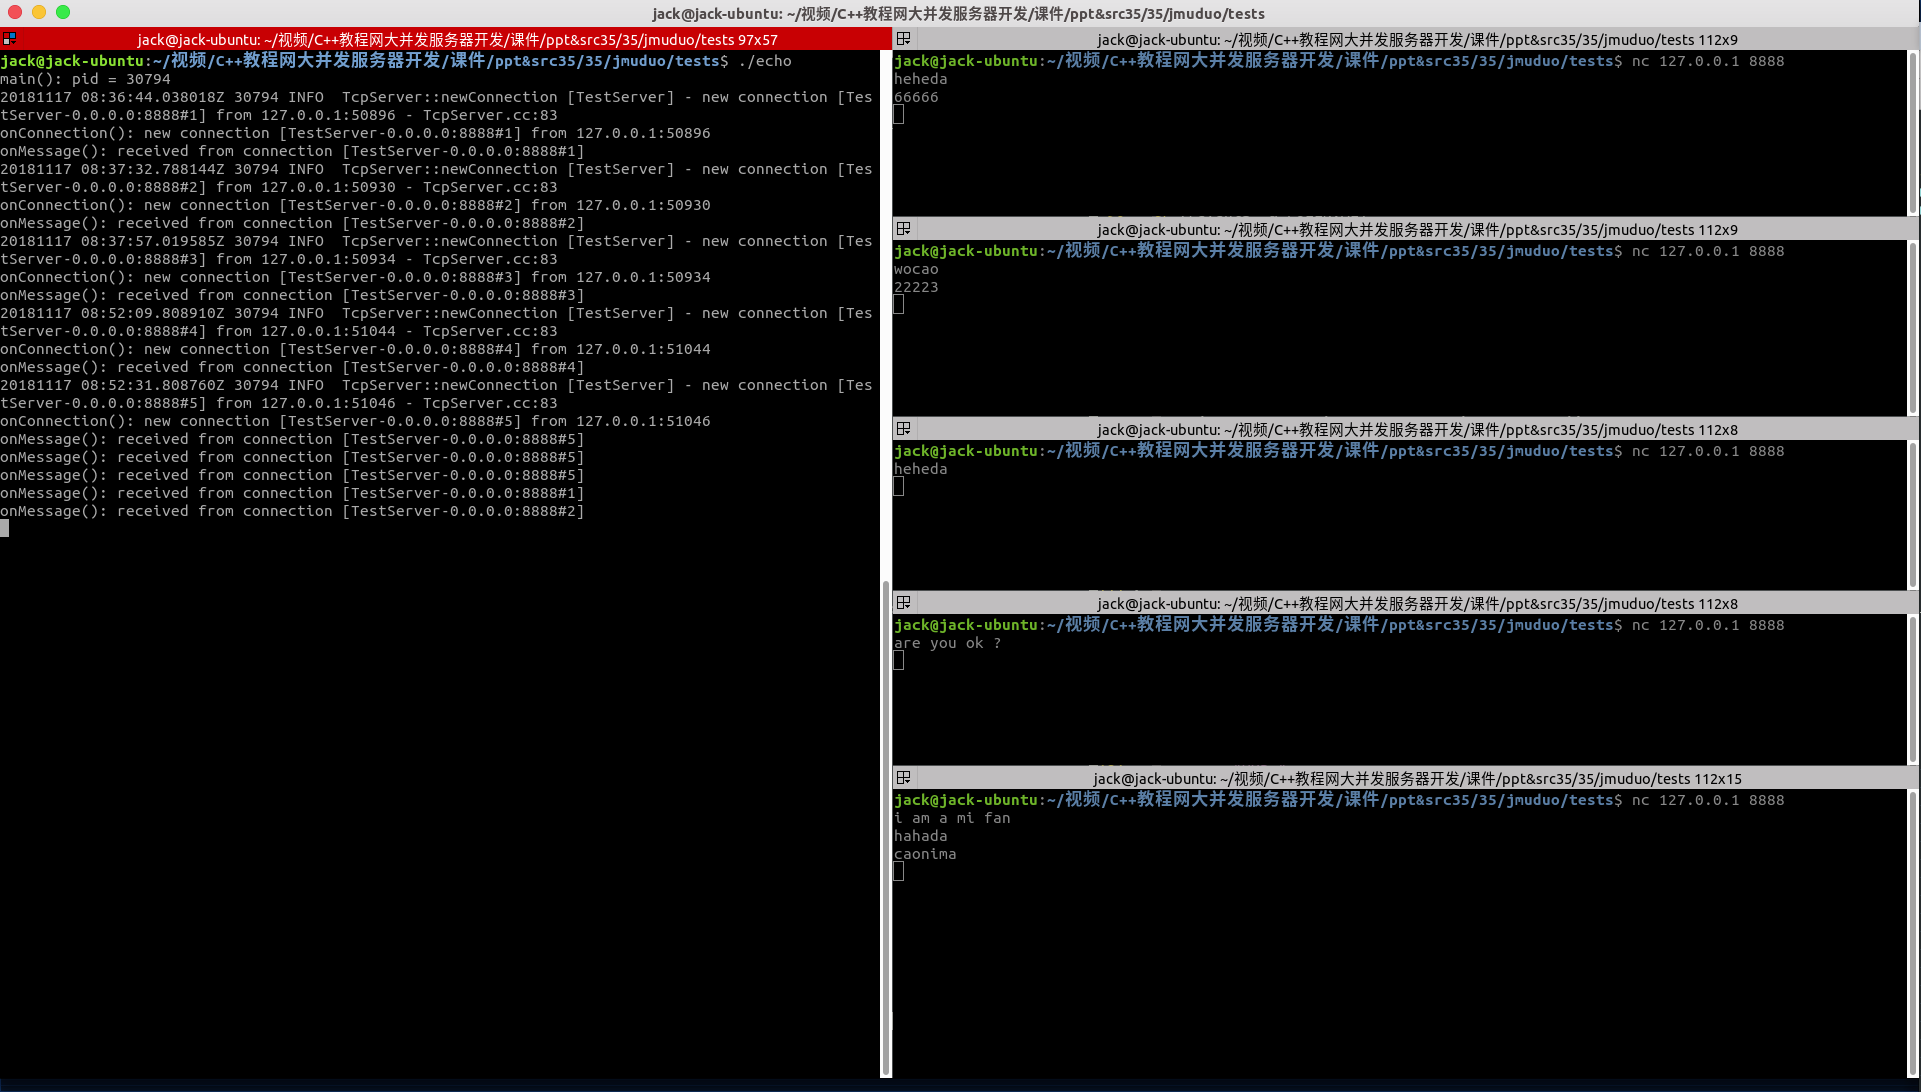 jack@jack-ubuntu: ~/视频/C++教程网大并发服务器开发/课件/ppt&src35/35/jmuduo/tests
jack@jack-ubuntu: ~/视频/C++教程网大并发服务器开发/课件/ppt&src35/35/jmuduo/tests 97x57
jack@jack-ubuntu:~/视频/C++教程网大并发服务器开发/课件/ppt&src35/35/jmuduo/tests$ ./echo
main(): pid = 30794
20181117 08:36:44.038018Z 30794 INFO  TcpServer::newConnection [TestServer] - new connection [Tes
tServer-0.0.0.0:8888#1] from 127.0.0.1:50896 - TcpServer.cc:83
onConnection(): new connection [TestServer-0.0.0.0:8888#1] from 127.0.0.1:50896
onMessage(): received from connection [TestServer-0.0.0.0:8888#1]
20181117 08:37:32.788144Z 30794 INFO  TcpServer::newConnection [TestServer] - new connection [Tes
tServer-0.0.0.0:8888#2] from 127.0.0.1:50930 - TcpServer.cc:83
onConnection(): new connection [TestServer-0.0.0.0:8888#2] from 127.0.0.1:50930
onMessage(): received from connection [TestServer-0.0.0.0:8888#2]
20181117 08:37:57.019585Z 30794 INFO  TcpServer::newConnection [TestServer] - new connection [Tes
tServer-0.0.0.0:8888#3] from 127.0.0.1:50934 - TcpServer.cc:83
onConnection(): new connection [TestServer-0.0.0.0:8888#3] from 127.0.0.1:50934
onMessage(): received from connection [TestServer-0.0.0.0:8888#3]
20181117 08:52:09.808910Z 30794 INFO  TcpServer::newConnection [TestServer] - new connection [Tes
tServer-0.0.0.0:8888#4] from 127.0.0.1:51044 - TcpServer.cc:83
onConnection(): new connection [TestServer-0.0.0.0:8888#4] from 127.0.0.1:51044
onMessage(): received from connection [TestServer-0.0.0.0:8888#4]
20181117 08:52:31.808760Z 30794 INFO  TcpServer::newConnection [TestServer] - new connection [Tes
tServer-0.0.0.0:8888#5] from 127.0.0.1:51046 - TcpServer.cc:83
onConnection(): new connection [TestServer-0.0.0.0:8888#5] from 127.0.0.1:51046
onMessage(): received from connection [TestServer-0.0.0.0:8888#5]
onMessage(): received from connection [TestServer-0.0.0.0:8888#5]
onMessage(): received from connection [TestServer-0.0.0.0:8888#5]
onMessage(): received from connection [TestServer-0.0.0.0:8888#1]
onMessage(): received from connection [TestServer-0.0.0.0:8888#2]
jack@jack-ubuntu: ~/视频/C++教程网大并发服务器开发/课件/ppt&src35/35/jmuduo/tests 112x9
jack@jack-ubuntu:~/视频/C++教程网大并发服务器开发/课件/ppt&src35/35/jmuduo/tests$ nc 127.0.0.1 8888
heheda
66666
jack@jack-ubuntu: ~/视频/C++教程网大并发服务器开发/课件/ppt&src35/35/jmuduo/tests 112x9
jack@jack-ubuntu:~/视频/C++教程网大并发服务器开发/课件/ppt&src35/35/jmuduo/tests$ nc 127.0.0.1 8888
wocao
22223
jack@jack-ubuntu: ~/视频/C++教程网大并发服务器开发/课件/ppt&src35/35/jmuduo/tests 112x8
jack@jack-ubuntu:~/视频/C++教程网大并发服务器开发/课件/ppt&src35/35/jmuduo/tests$ nc 127.0.0.1 8888
heheda
jack@jack-ubuntu: ~/视频/C++教程网大并发服务器开发/课件/ppt&src35/35/jmuduo/tests 112x8
jack@jack-ubuntu:~/视频/C++教程网大并发服务器开发/课件/ppt&src35/35/jmuduo/tests$ nc 127.0.0.1 8888
are you ok ?
jack@jack-ubuntu: ~/视频/C++教程网大并发服务器开发/课件/ppt&src35/35/jmuduo/tests 112x15
jack@jack-ubuntu:~/视频/C++教程网大并发服务器开发/课件/ppt&src35/35/jmuduo/tests$ nc 127.0.0.1 8888
i am a mi fan
hahada
caonima